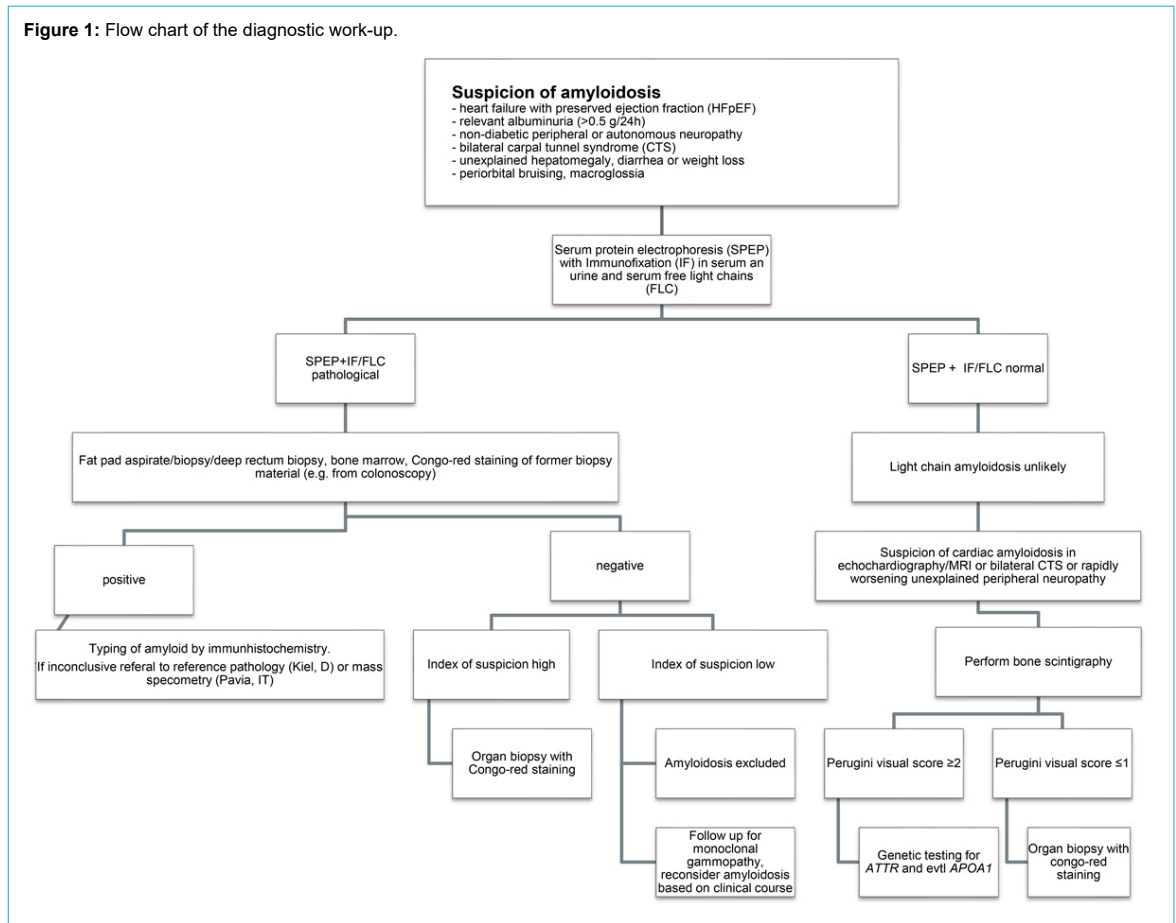 Figure 1: Flow chart of the diagnostic work-up.
Suspicion of amyloidosis
- heart failure with preserved ejection fraction (HFpEF)
- relevant albuminuria (>0.5 g/24h)
- non-diabetic peripheral or autonomous neuropathy
- bilateral carpal tunnel syndrome (CTS)
- unexplained hepatomegaly, diarrhea or weight loss
- periorbital bruising, macroglossia
Serum protein electrophoresis (SPEP)
with Immunofixation (IF) in serum an
urine and serum free light chains
(FLC)
SPEP+IF/FLC
pathological
SPEP + IF/FLC normal
Fat pad aspirate/biopsy/deep rectum biopsy, bone marrow, Congo-red staining of former biopsy
material (e.g. from colonoscopy)
Light chain amyloidosis unlikely
positive
negative
Suspicion of cardiac amyloidosis in
echochardiography/MRI or bilateral CTS or rapidly
worsening unexplained peripheral neuropathy
Typing of amyloid by immunhistochemistry.
If inconclusive referal to reference pathology (Kiel, D) or mass
specometry (Pavia, IT)
Index of suspicion high
Index of suspicion low
Perform bone scintigraphy
Organ biopsy with
Congo-red staining
Amyloidosis excluded
Perugini visual score ≥2
Perugini visual score ≤1
Follow up for
monoclonal
gammopathy,
reconsider amyloidosis
based on clinical course
Genetic testing for
ATTR and evtl APOA1
Organ biopsy with
congo-red
staining